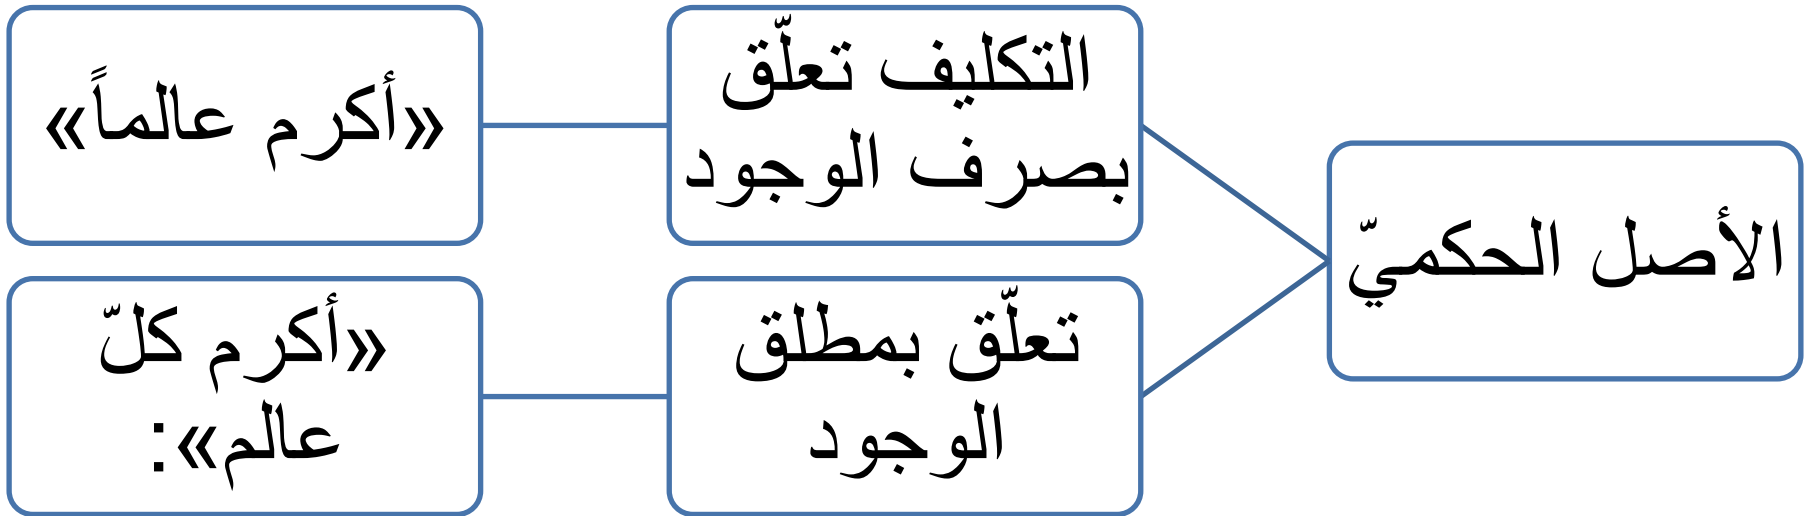 الأصل الحكميّ
التكليف تعلّق
بصرف الوجود
«أكرم عالماً»
تعلّق بمطلق
الوجود
«أكرم كلّ
عالم»: